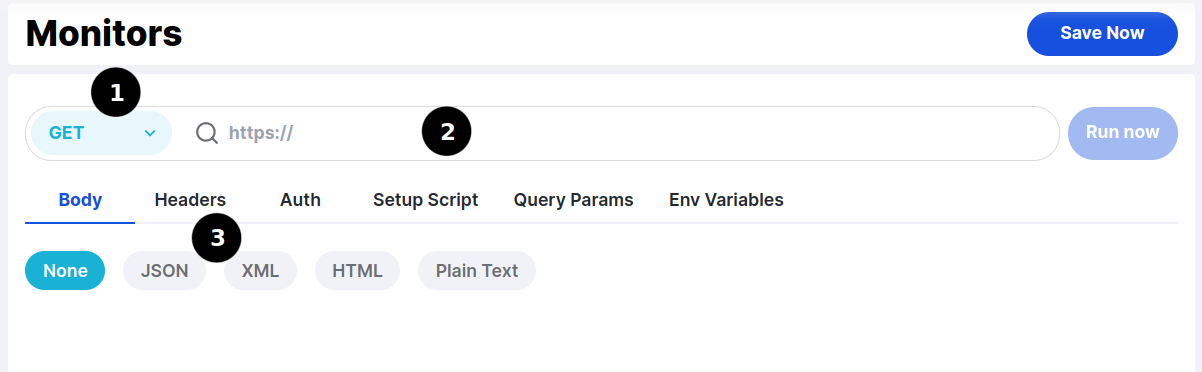 Monitors
Save Now
1
GET
https://
2
Run now
Body Headers Auth Setup Script Query Params Env Variables
3
None JSON XML HTML Plain Text